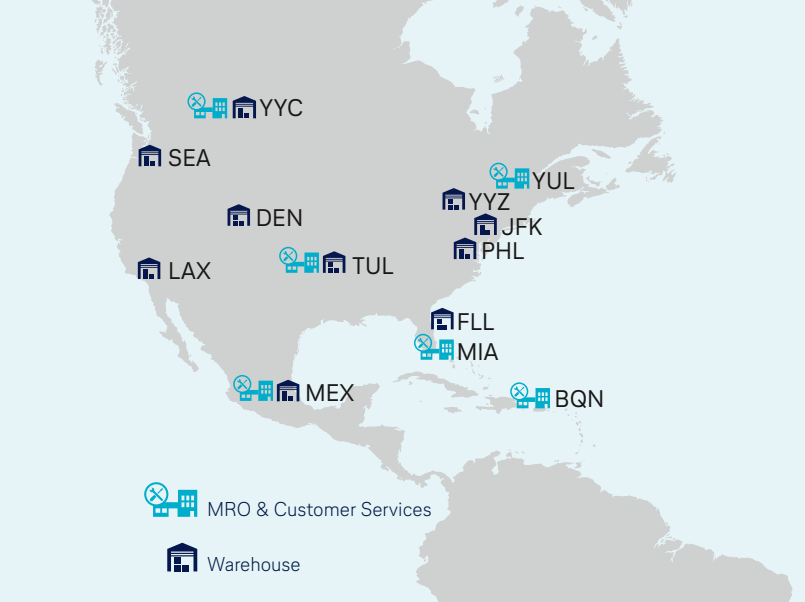 YYC
SEA
YUL
YYZ
DEN
JFK
PHL
TUL
LAX
FLL
MIA
MEX
BQN
MRO & Customer Services
Warehouse